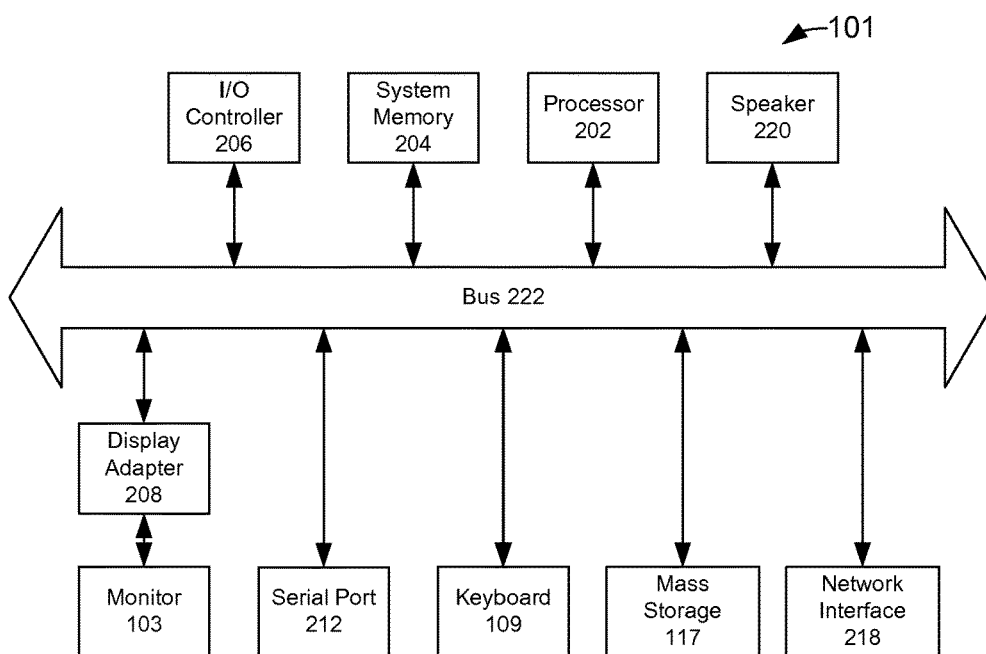 101
I/O
Controller
206
System
Memory
204
Processor
202
Speaker
220
Bus 222
Display
Adapter
208
Monitor
103
Serial Port
212
Keyboard
109
Mass
Storage
117
Network
Interface
218